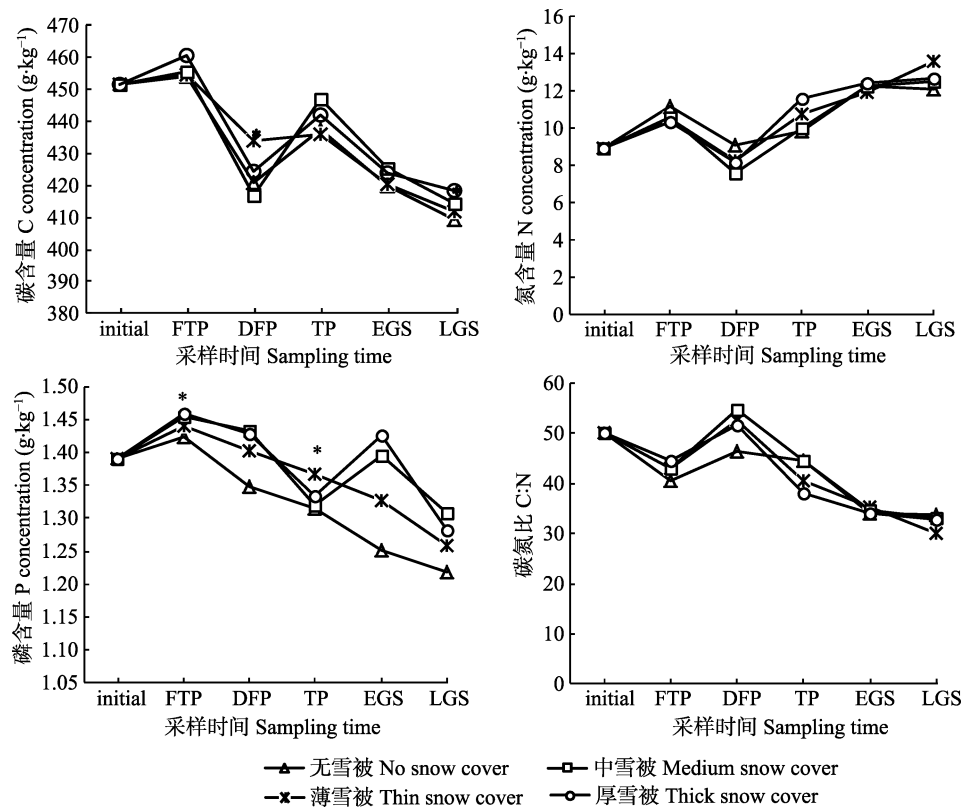 碳含量 C concentration (g·kg⁻¹)
470
460
450
440
430
420
410
400
390
380
initial FTP DFP TP EGS LGS
采样时间 Sampling time
*
*
氮含量 N concentration (g·kg⁻¹)
16
14
12
10
8
6
4
2
0
initial FTP DFP TP EGS LGS
采样时间 Sampling time
磷含量 P concentration (g·kg⁻¹)
1.50
1.45
1.40
1.35
1.30
1.25
1.20
1.15
1.10
1.05
*
*
initial FTP DFP TP EGS LGS
采样时间 Sampling time
碳氮比 C:N
60
50
40
30
20
10
0
initial FTP DFP TP EGS LGS
采样时间 Sampling time
无雪被 No snow cover
中雪被 Medium snow cover
薄雪被 Thin snow cover
厚雪被 Thick snow cover